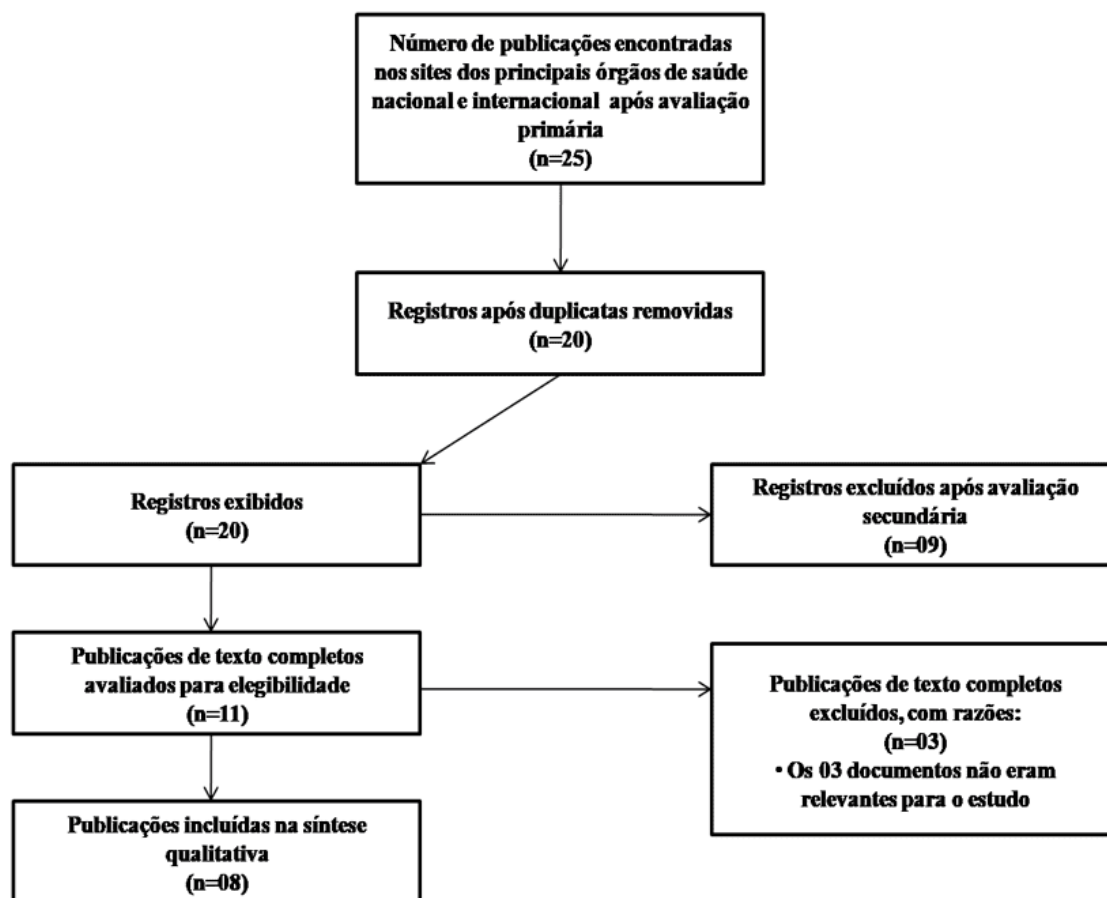 Número de publicações encontradas
nos sites dos principais órgãos de saúde
nacional e internacional após avaliação
primária
(n=25)
Registros após duplicatas removidas
(n=20)
Registros exibidos
(n=20)
Registros excluídos após avaliação
secundária
(n=09)
Publicações de texto completos
avaliados para elegibilidade
(n=11)
Publicações de texto completos
excluídos, com razões:
(n=03)
• Os 03 documentos não eram
relevantes para o estudo
Publicações incluídas na síntese
qualitativa
(n=08)